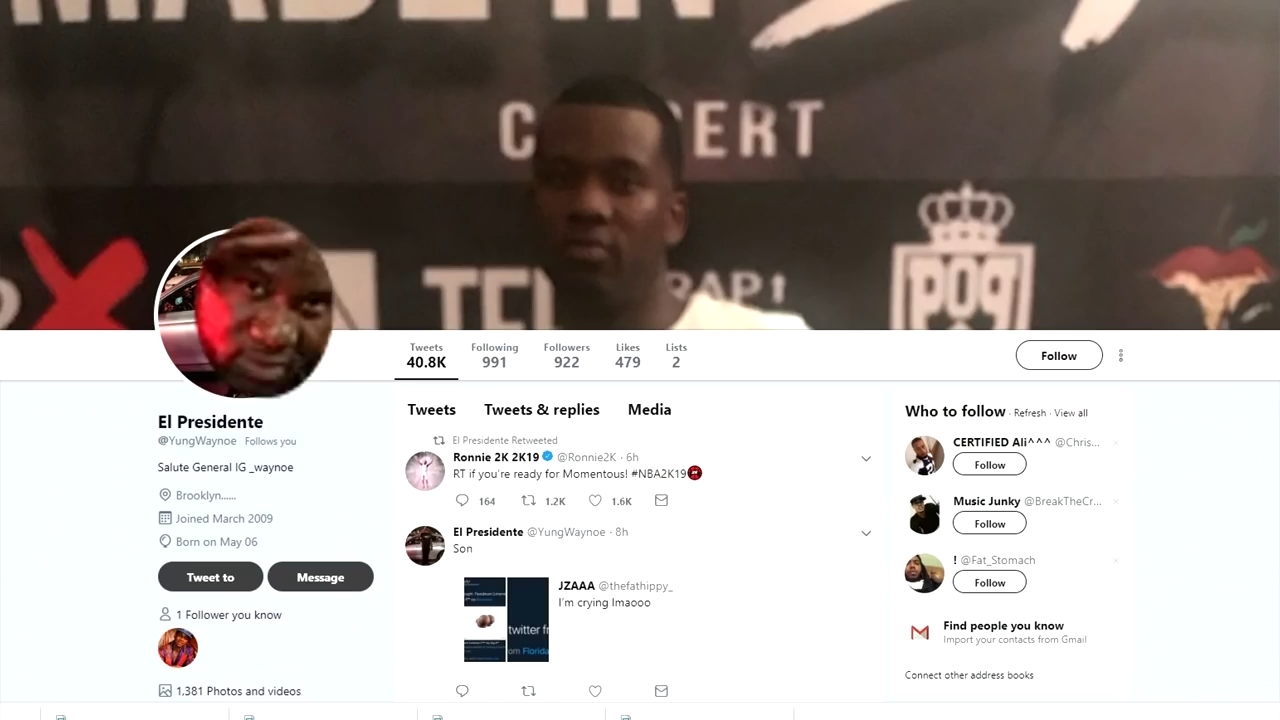 MADE IN
CERT
TEL
RAP!
POP
Tweets Following Followers Likes Lists
40.8K 991 922 479 2
Follow
El Presidente
@YungWaynoe Follows you
Salute General IG _waynoe
Brooklyn......
Joined March 2009
Born on May 06
Tweet to Message
1 Follower you know
1,381 Photos and videos
Tweets Tweets & replies Media
El Presidente Retweeted
Ronnie 2K 2K19 @Ronnie2K · 6h
RT if you're ready for Momentous! #NBA2K19
164 1.2K 1.6K
El Presidente @YungWaynoe · 8h
Son
JZAAA @thefathippy_
I'm crying lmaooo
twitter fr
om Florida
Who to follow · Refresh · View all
CERTIFIED Ali^^^ @Chris...
Follow
Music Junky @BreakTheCr...
Follow
! @Fat_Stomach
Follow
Find people you know
Import your contacts from Gmail
Connect other address books